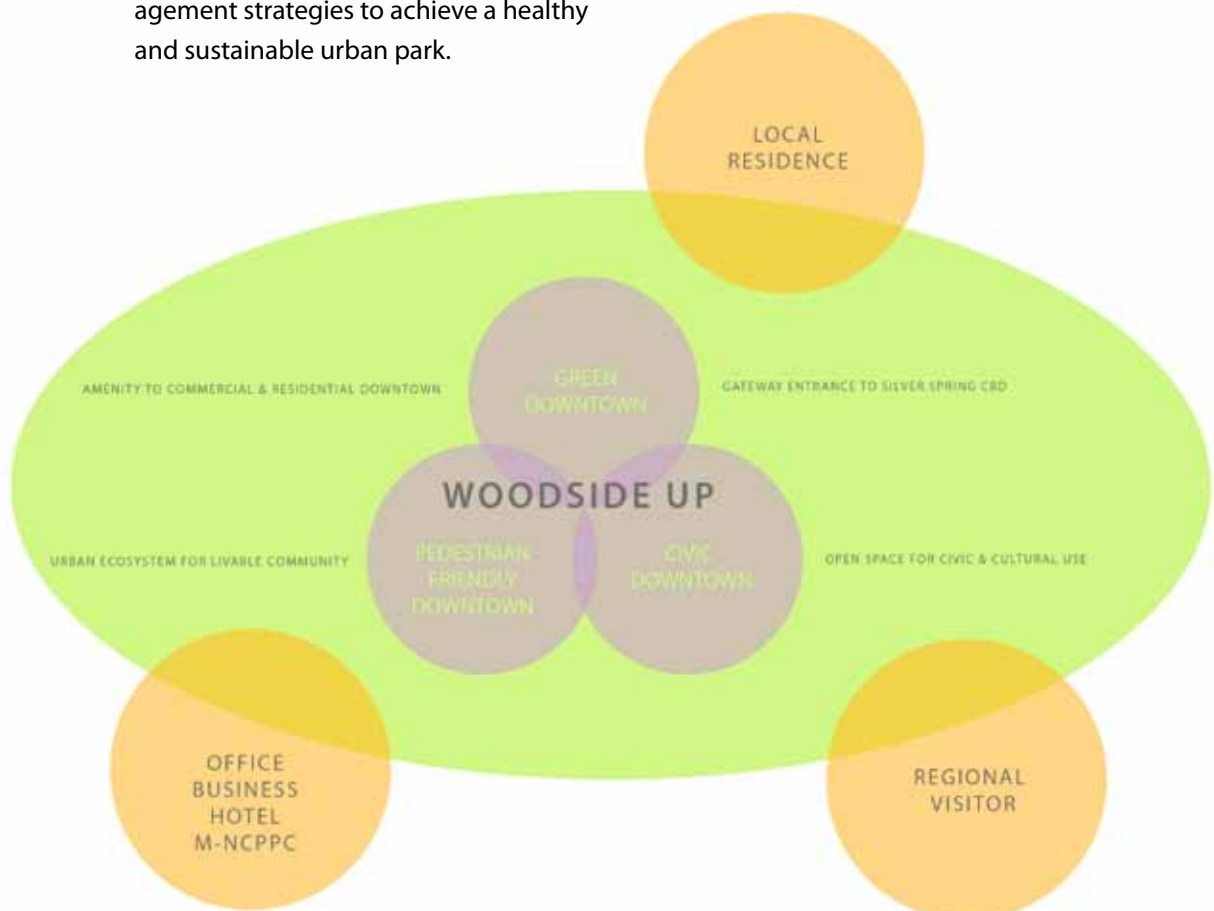 agement strategies to achieve a healthy
and sustainable urban park.
LOCAL
RESIDENCE
AMENITY TO COMMERCIAL & RESIDENTIAL DOWNTOWN
GREEN
DOWNTOWN
GATEWAY ENTRANCE TO SILVER SPRING CBD
WOODSIDE UP
URBAN ECOSYSTEM FOR LIVABLE COMMUNITY
PEDESTRIAN
FRIENDLY
DOWNTOWN
CIVIC
DOWNTOWN
OPEN SPACE FOR CIVIC & CULTURAL USE
OFFICE
BUSINESS
HOTEL
M-NCPPC
REGIONAL
VISITOR